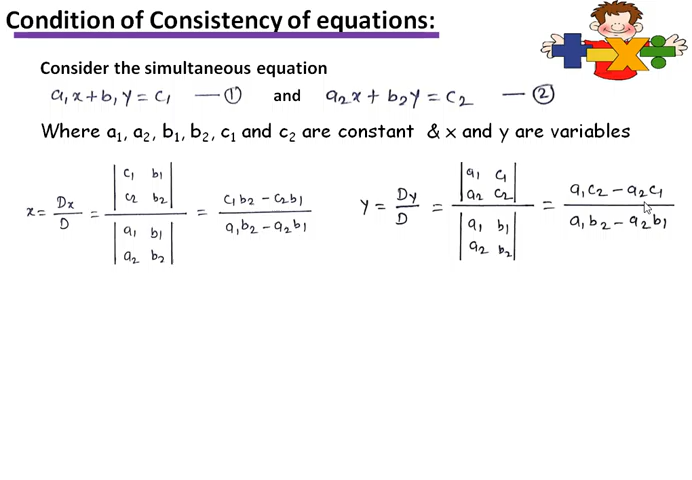 Condition of Consistency of equations:
Consider the simultaneous equation
a₁x + b₁y = c₁ — ① and a₂x + b₂y = c₂ — ②
Where a₁, a₂, b₁, b₂, c₁ and c₂ are constant & x and y are variables
x = Dx/D = |c₁ b₁; c₂ b₂| / |a₁ b₁; a₂ b₂| = (c₁b₂ − c₂b₁)/(a₁b₂ − a₂b₁) y = Dy/D = |a₁ c₁; a₂ c₂| / |a₁ b₁; a₂ b₂| = (a₁c₂ − a₂c₁)/(a₁b₂ − a₂b₁)